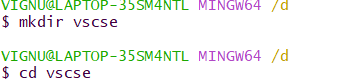 VIGNU@LAPTOP-35SM4NTL MINGW64 /d
$ mkdir vscse
VIGNU@LAPTOP-35SM4NTL MINGW64 /d
$ cd vscse